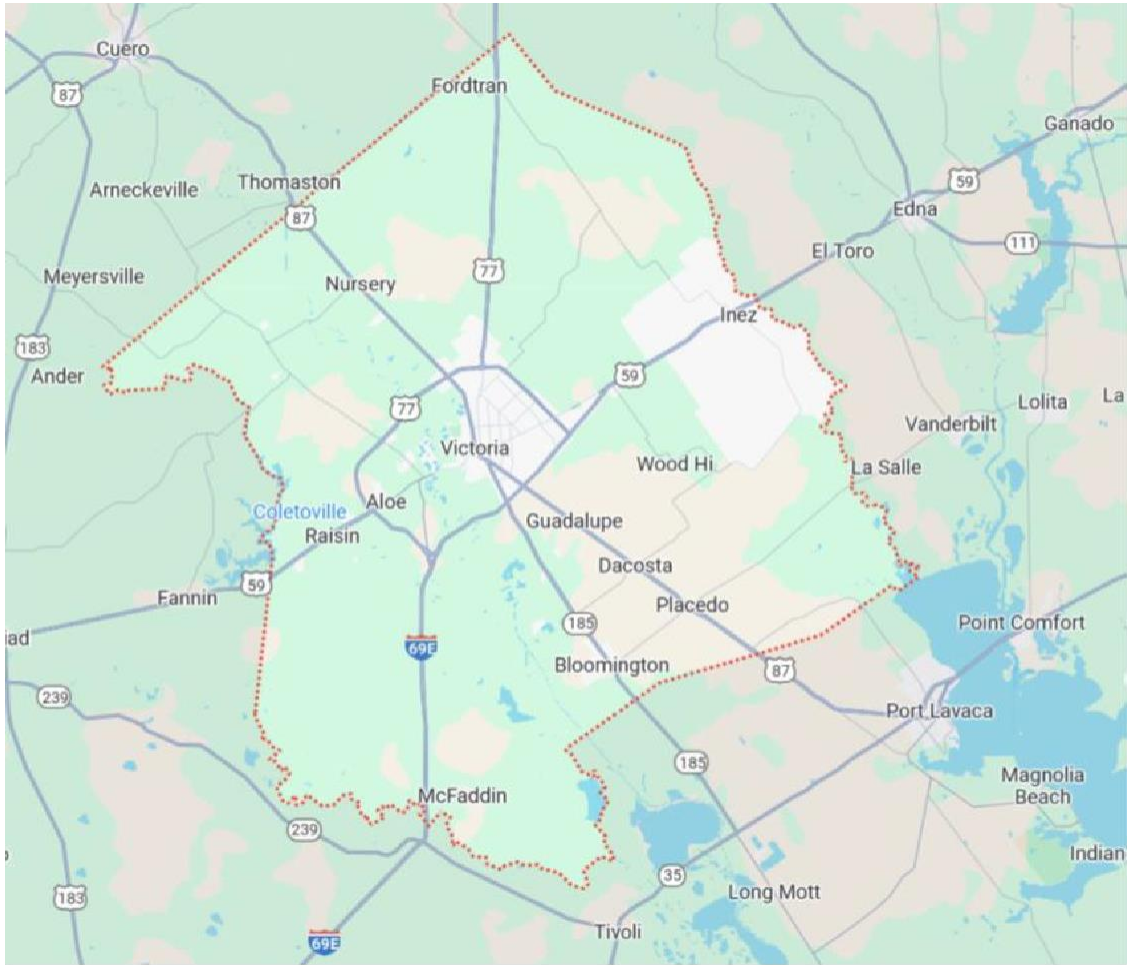 Cuero
87
Fordtran
Ganado
59
Arneckeville
Thomaston
87
Edna
111
El Toro
Meyersville
Nursery
77
Inez
183
Ander
59
77
Lolita
La
Vanderbilt
Victoria
Wood Hi
La Salle
Aloe
Coletoville
Guadalupe
Raisin
Dacosta
59
Fannin
Placedo
185
Point Comfort
ad
69E
Bloomington
87
239
Port Lavaca
185
Magnolia
Beach
McFaddin
239
Indian
35
183
Long Mott
Tivoli
69E